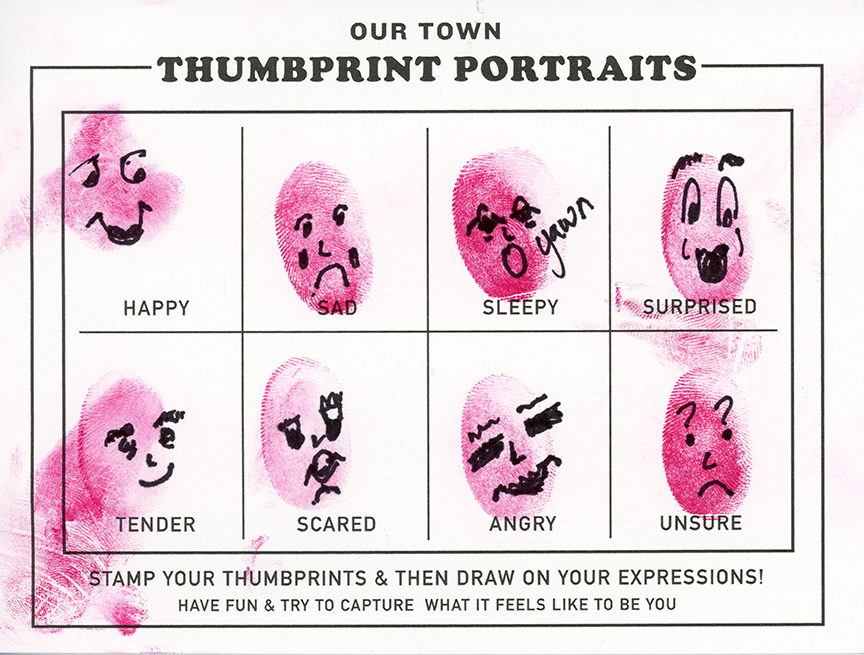 OUR TOWN
THUMBPRINT PORTRAITS
yawn
HAPPY
SAD
SLEEPY
SURPRISED
TENDER
SCARED
ANGRY
? ?
UNSURE
STAMP YOUR THUMBPRINTS & THEN DRAW ON YOUR EXPRESSIONS!
HAVE FUN & TRY TO CAPTURE WHAT IT FEELS LIKE TO BE YOU